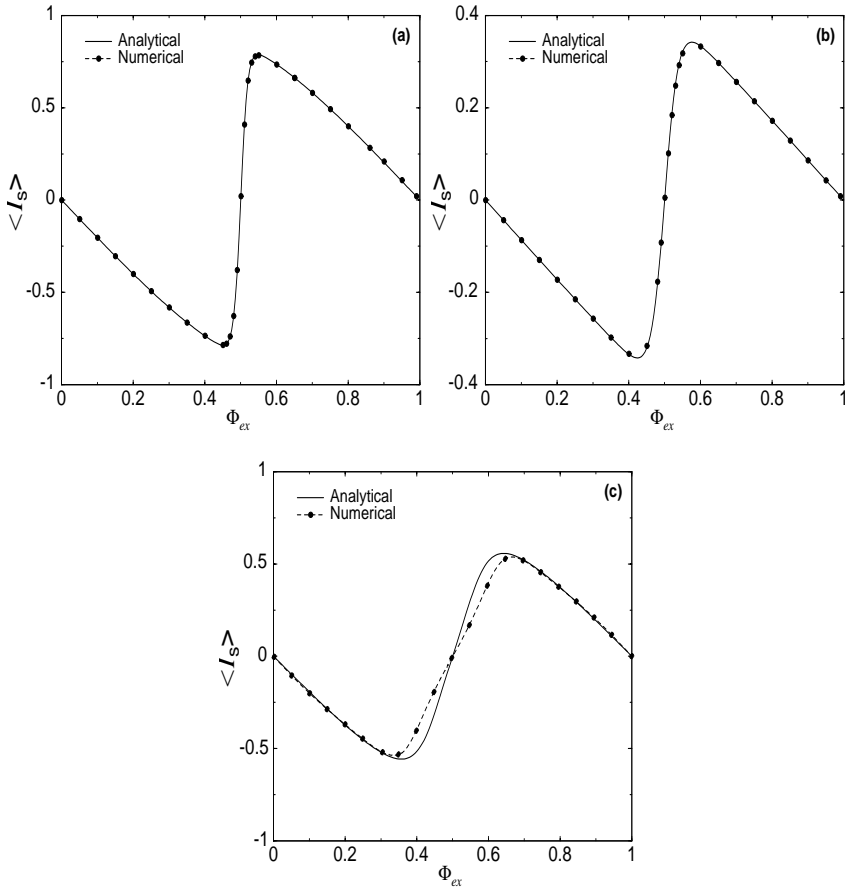 1
(a)
Analytical
Numerical
0.5
<I_s>
0
-0.5
-1
0 0.2 0.4 0.6 0.8 1
Φ_ex
0.4
(b)
Analytical
Numerical
0.2
<I_s>
0
-0.2
-0.4
0 0.2 0.4 0.6 0.8 1
Φ_ex
1
(c)
Analytical
Numerical
0.5
<I_s>
0
-0.5
-1
0 0.2 0.4 0.6 0.8 1
Φ_ex